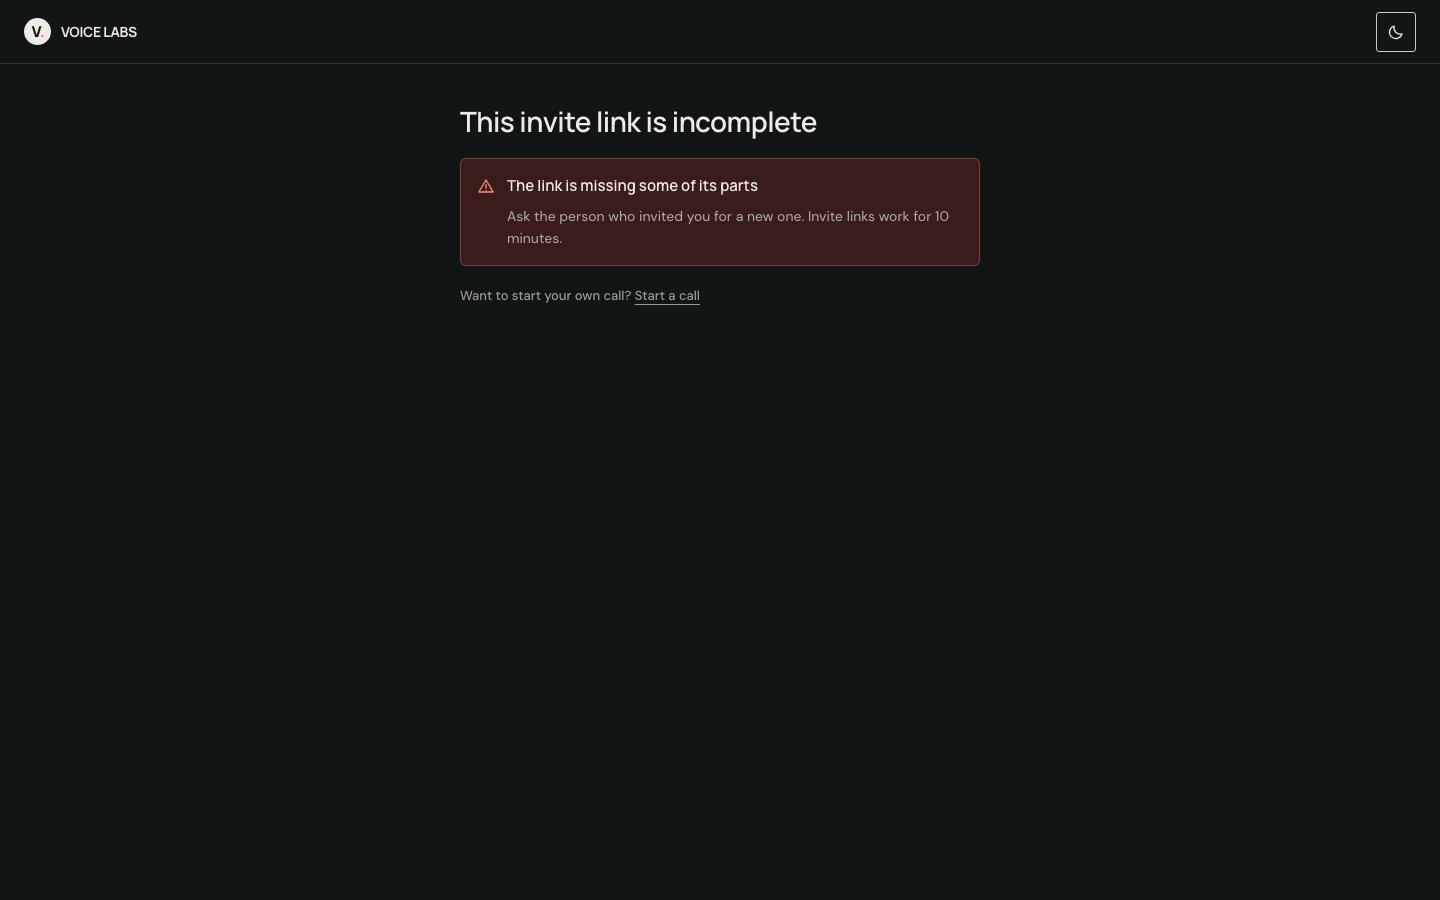 V. VOICE LABS
This invite link is incomplete
The link is missing some of its parts
Ask the person who invited you for a new one. Invite links work for 10
minutes.
Want to start your own call? Start a call